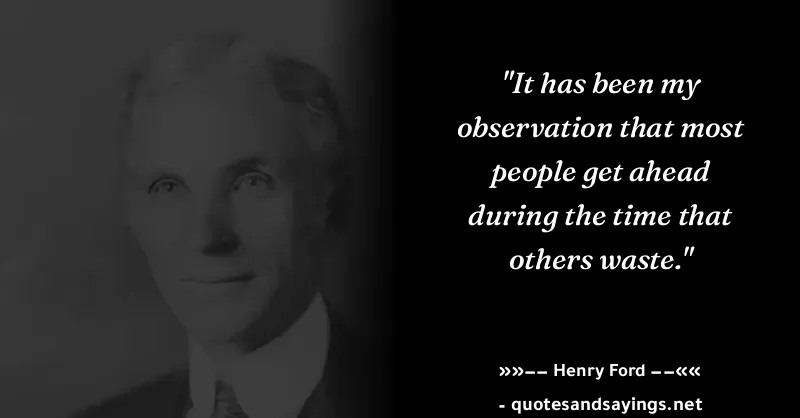 "It has been my
observation that most
people get ahead
during the time that
others waste."
»»−− Henry Ford −−««
- quotesandsayings.net